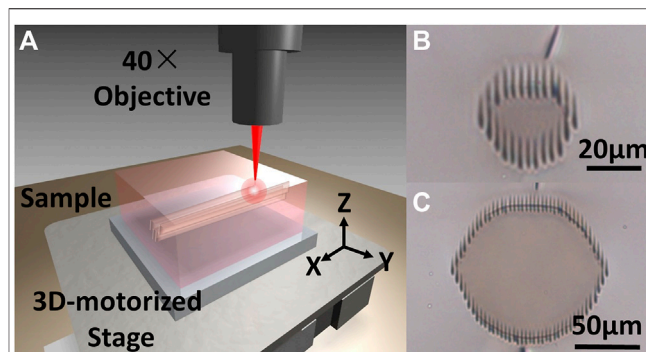 A
40×
Objective
Sample
3D-motorized
Stage
Z
X
Y
B
20μm
C
50μm